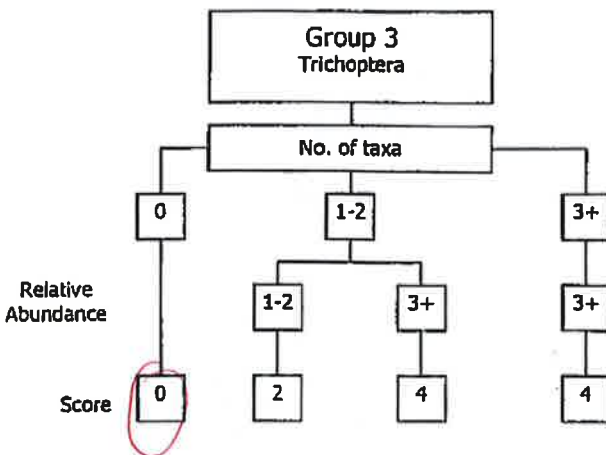 Group 3
Trichoptera
No. of taxa
0 1-2 3+
Relative
Abundance
1-2 3+ 3+
Score
0 2 4 4